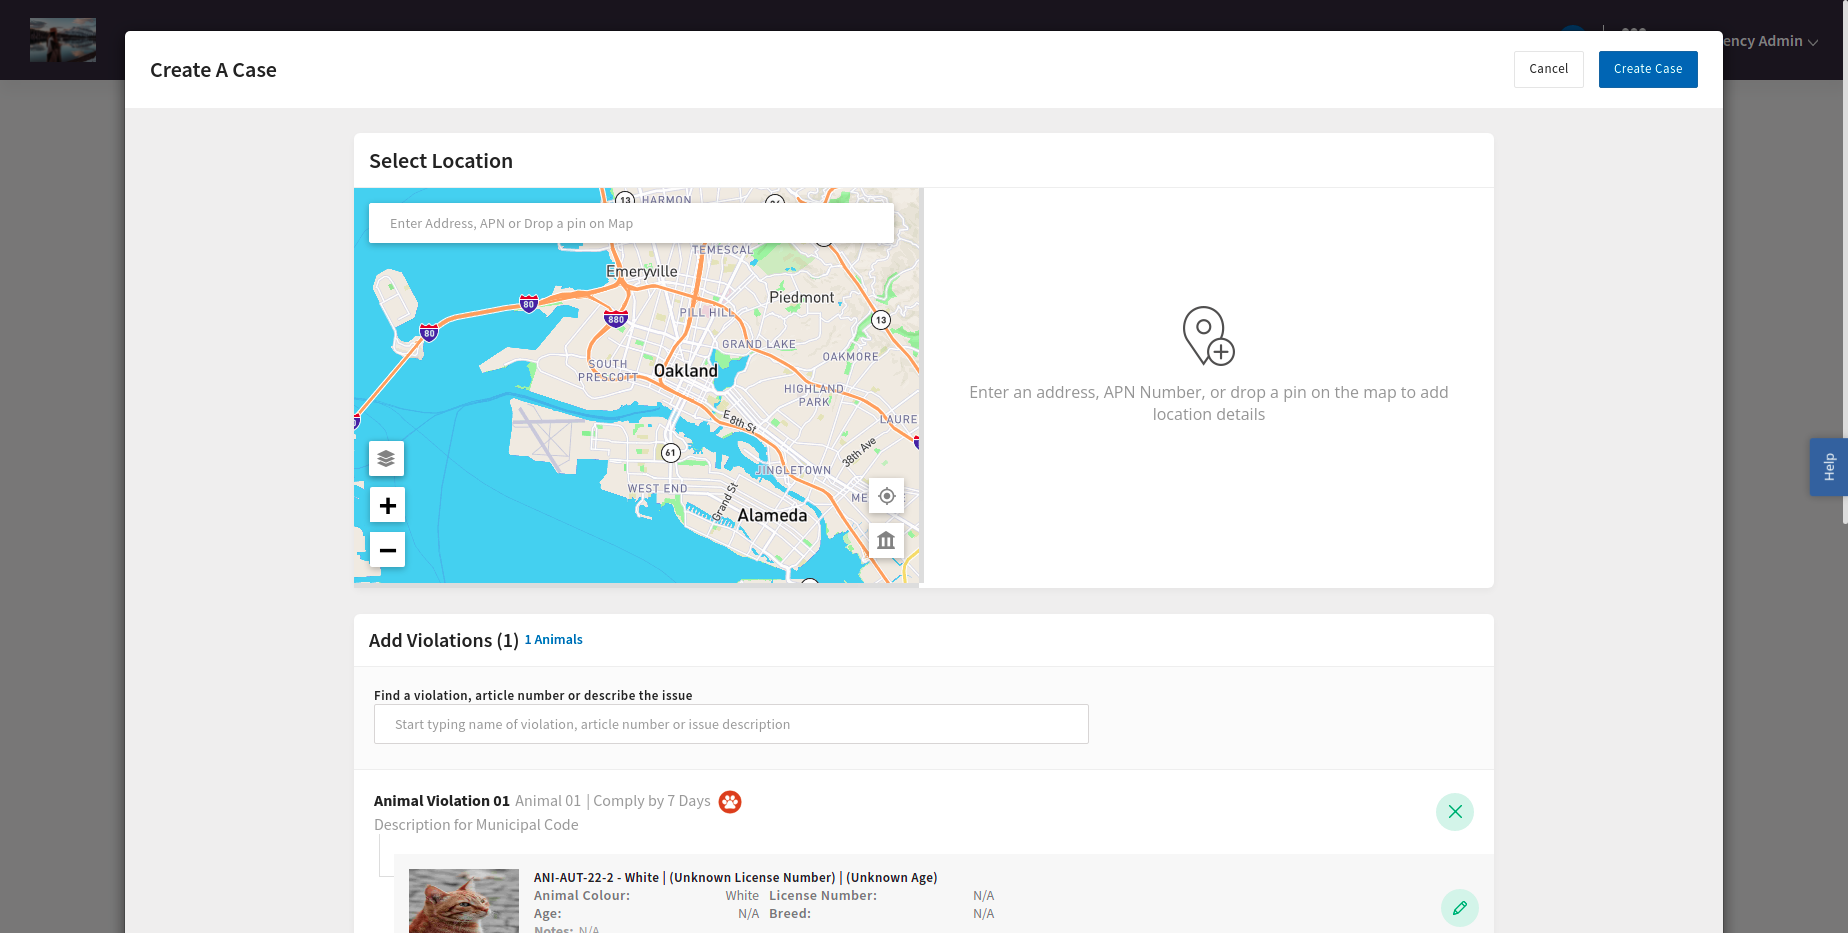 ency Admin
Create A Case
Cancel
Create Case
Select Location
Enter Address, APN or Drop a pin on Map
13
HARMON
TEMESCAL
Emeryville
Piedmont
80
880
PILL HILL
13
80
GRAND LAKE
OAKMORE
SOUTH
PRESCOTT
Oakland
HIGHLAND
PARK
LAURE
E 8th St
38th Ave
61
JINGLETOWN
WEST END
Grand St
ME
Alameda
Enter an address, APN Number, or drop a pin on the map to add
location details
Help
Add Violations (1) 1 Animals
Find a violation, article number or describe the issue
Start typing name of violation, article number or issue description
Animal Violation 01 Animal 01 | Comply by 7 Days
Description for Municipal Code
ANI-AUT-22-2 - White | (Unknown License Number) | (Unknown Age)
Animal Colour: White License Number: N/A
Age: N/A Breed: N/A
Notes: N/A